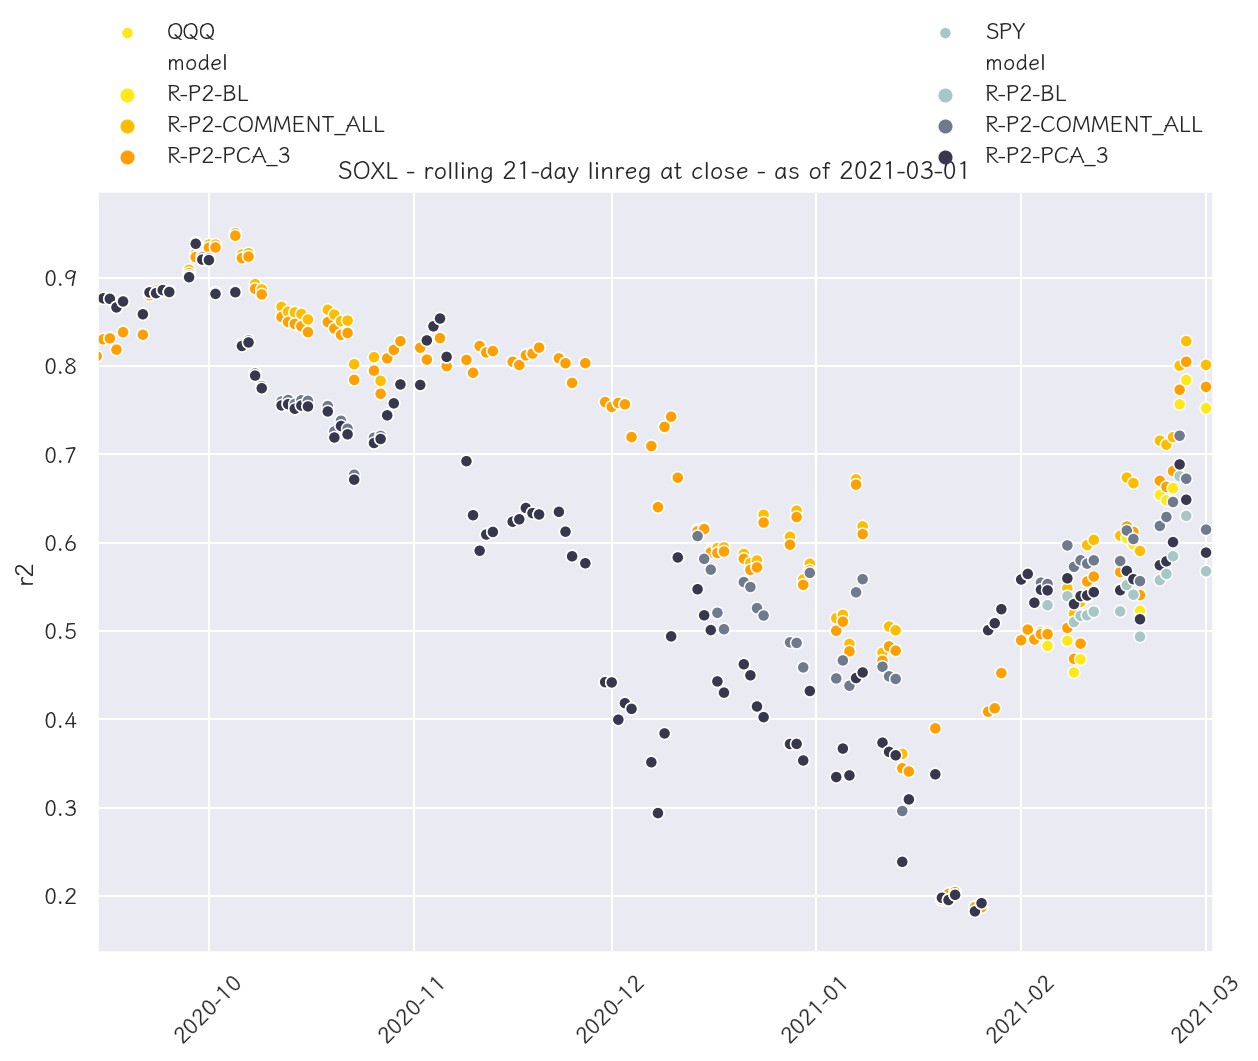 QQQ
model
R-P2-BL
R-P2-COMMENT_ALL
R-P2-PCA_3
SPY
model
R-P2-BL
R-P2-COMMENT_ALL
R-P2-PCA_3
SOXL - rolling 21-day linreg at close - as of 2021-03-01
0.9
0.8
0.7
0.6
0.5
0.4
0.3
0.2
r2
2020-10
2020-11
2020-12
2021-01
2021-02
2021-03